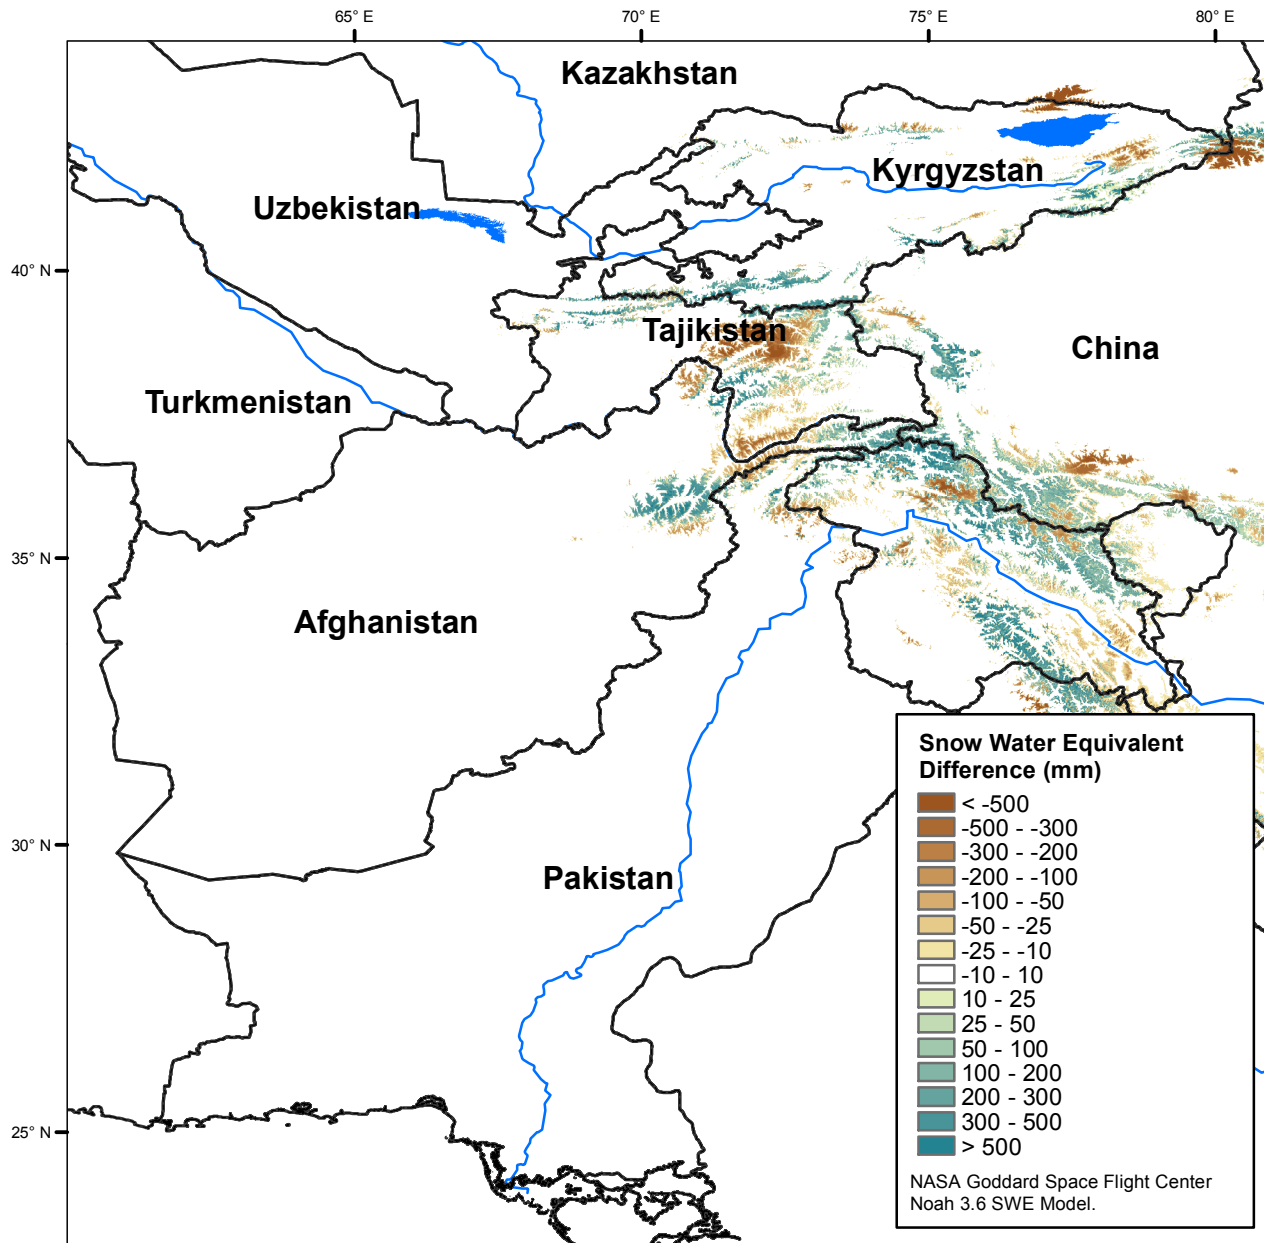 65° E
70° E
75° E
80° E
Kazakhstan
Kyrgyzstan
Uzbekistan
40° N
Tajikistan
China
Turkmenistan
35° N
Afghanistan
Snow Water Equivalent
Difference (mm)
< -500
-500 - -300
-300 - -200
-200 - -100
-100 - -50
-50 - -25
-25 - -10
-10 - 10
10 - 25
25 - 50
50 - 100
100 - 200
200 - 300
300 - 500
> 500
30° N
Pakistan
25° N
NASA Goddard Space Flight Center
Noah 3.6 SWE Model.